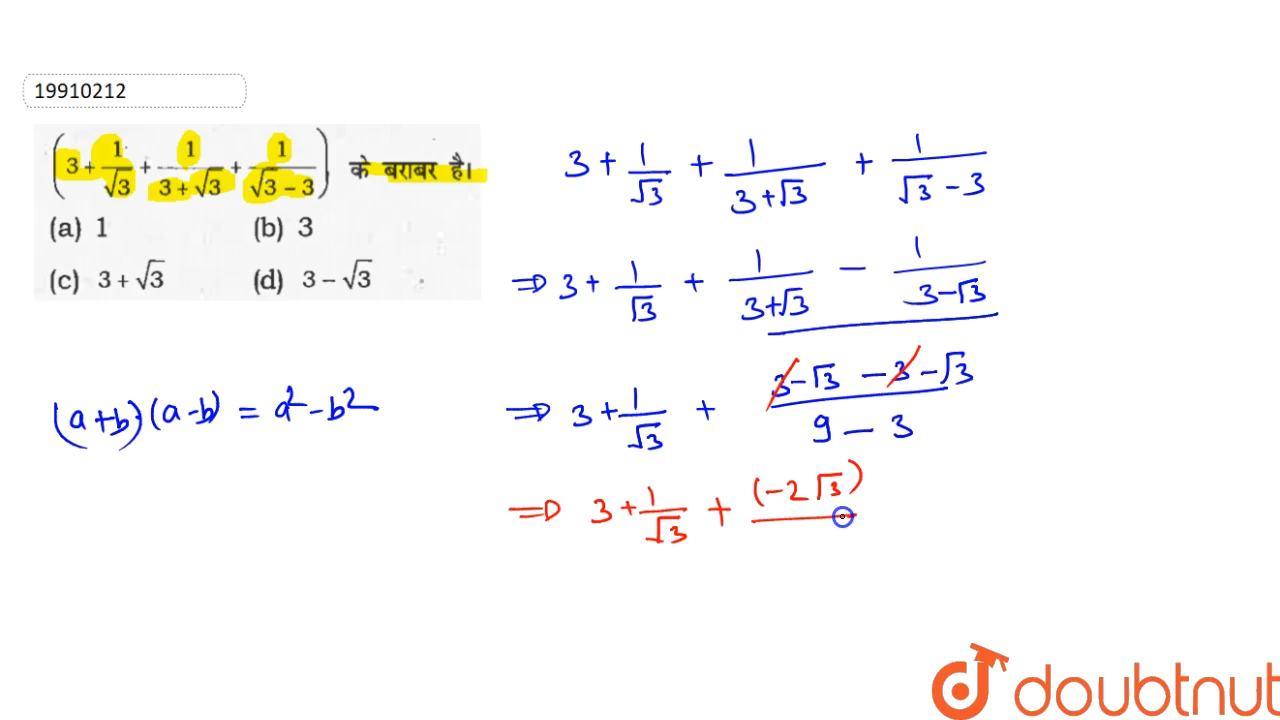 19910212
(3 + 1/√3 + 1/(3 + √3) + 1/(√3 − 3)) के बराबर है।
(a) 1 (b) 3
(c) 3 + √3 (d) 3 − √3
3 + 1/√3 + 1/(3+√3) + 1/(√3 − 3)
⇒ 3 + 1/√3 + 1/(3+√3) − 1/(3−√3)
(a+b)(a−b) = a² − b²
⇒ 3 + 1/√3 + (3−√3 − 3 − √3)/(9 − 3)
⇒ 3 + 1/√3 + (−2√3)/
doubtnut